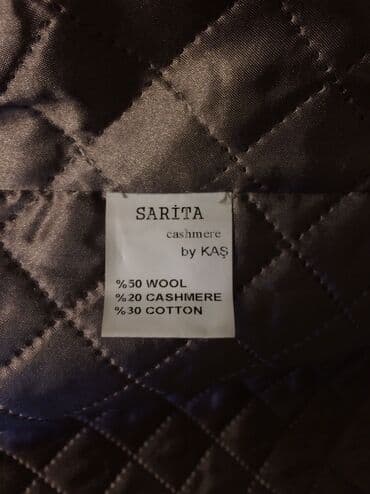 SARİTA
cashmere
by KAŞ
%50 WOOL
%20 CASHMERE
%30 COTTON